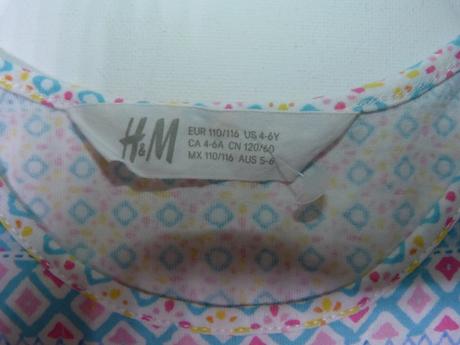 H&M
EUR 110/116 US 4-6Y
CA 4-6A CN 120/60
MX 110/116 AUS 5-6